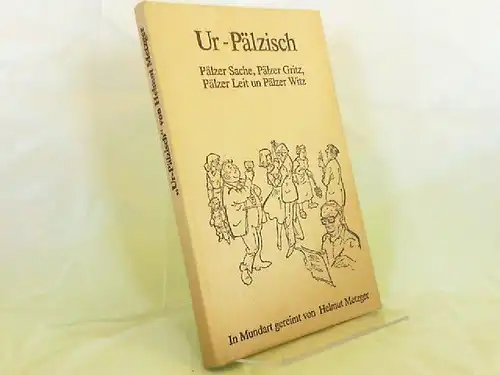 Ur-Pälzisch
Pälzer Sache, Pälzer Gritz,
Pälzer Leit un Pälzer Witz
In Mundart gereimt von Helmut Metzger
"Ur-Pälzisch" von Helmut Metzger